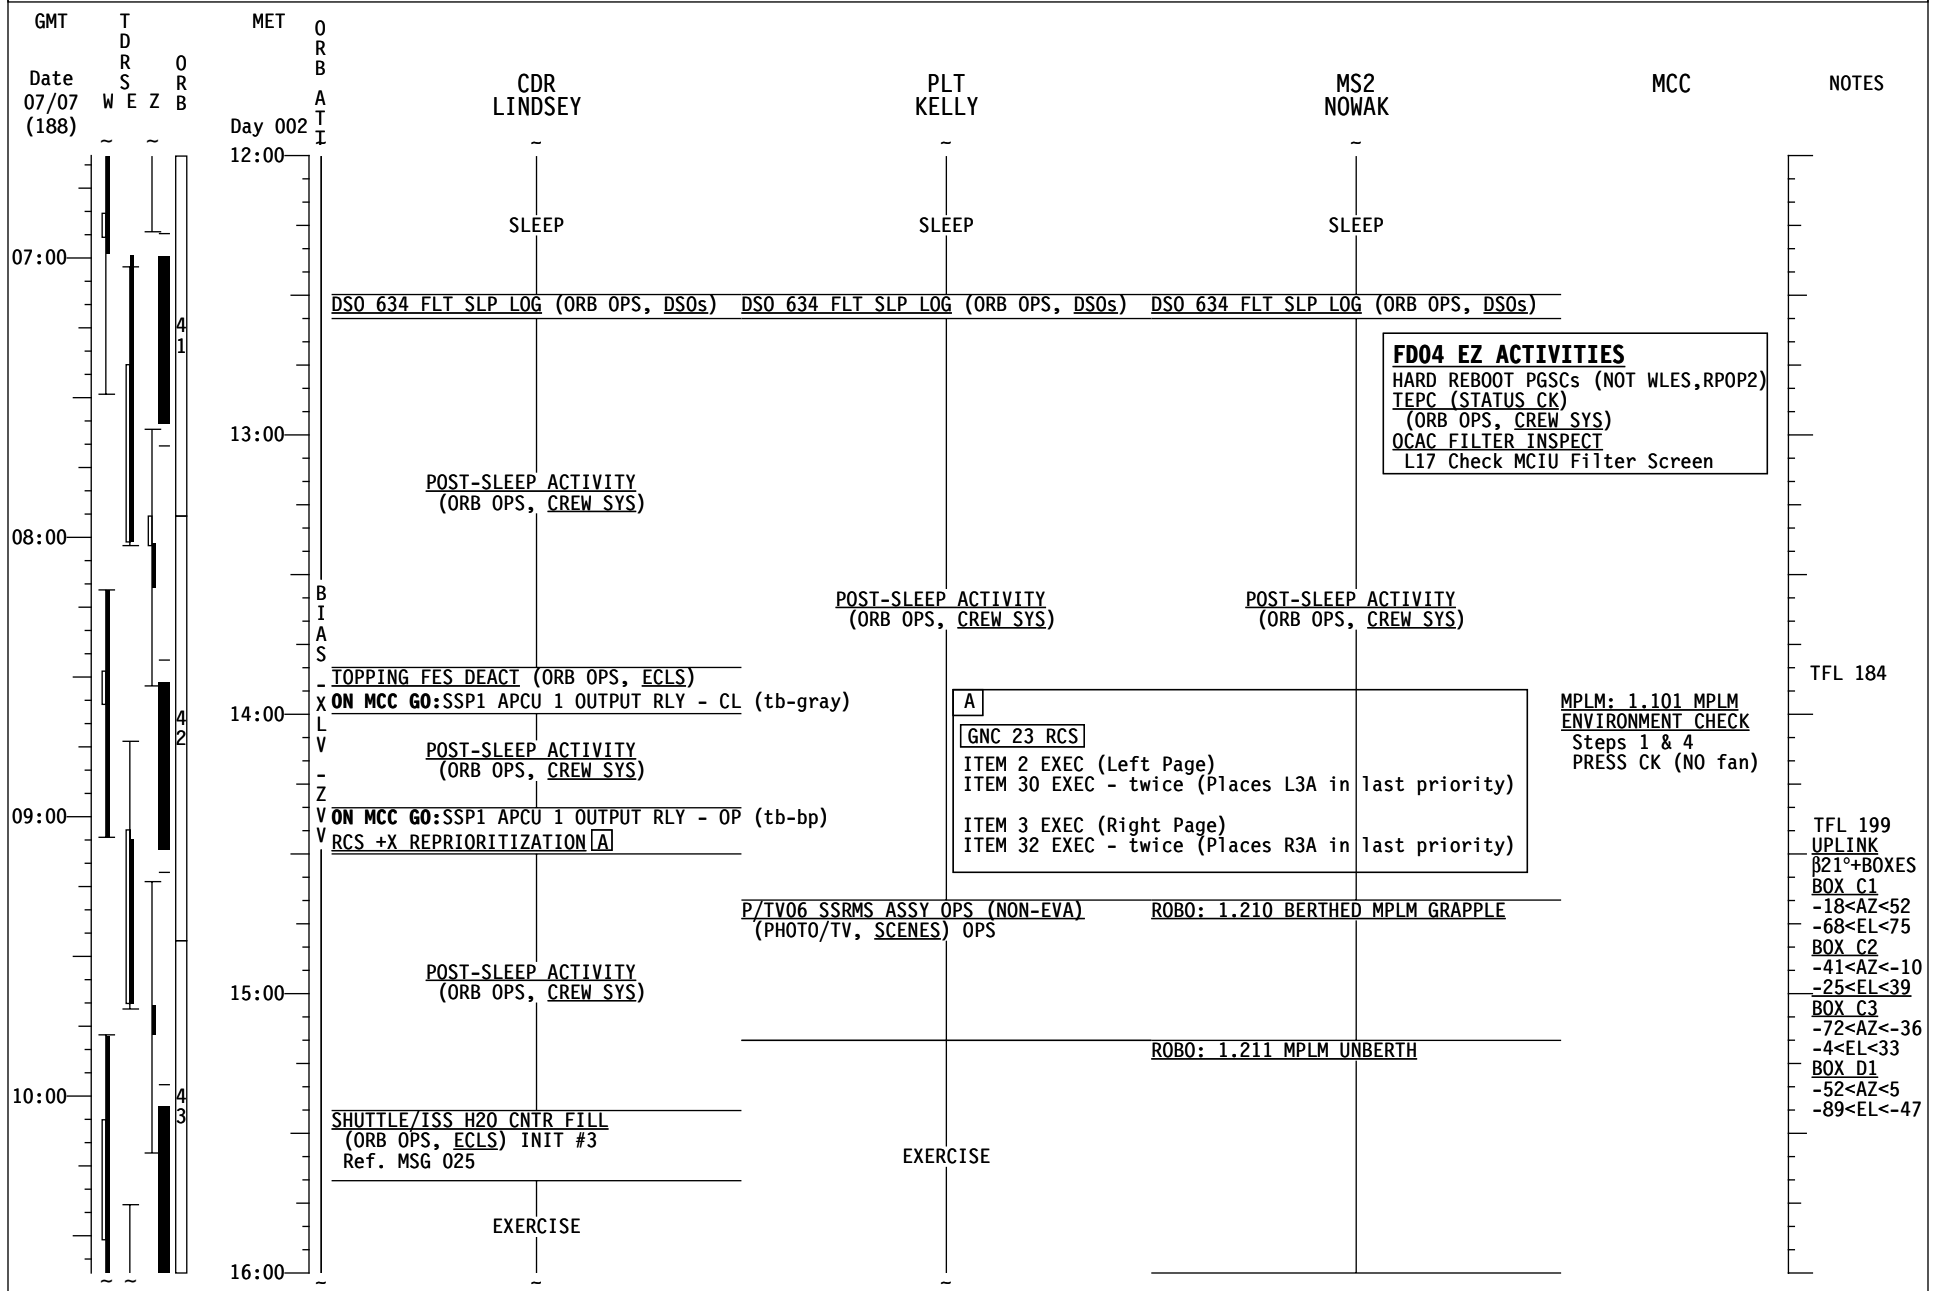 GMT
TDRS
MET
ORB ATT
ORB
Date
07/07
(188)
W E Z
Day 002
CDR
LINDSEY
PLT
KELLY
MS2
NOWAK
MCC
NOTES
~ ~ ~ ~ ~ ~
12:00
SLEEP SLEEP SLEEP
07:00
DSO 634 FLT SLP LOG (ORB OPS, DSOs) DSO 634 FLT SLP LOG (ORB OPS, DSOs) DSO 634 FLT SLP LOG (ORB OPS, DSOs)
41
FD04 EZ ACTIVITIES
HARD REBOOT PGSCs (NOT WLES,RPOP2)
TEPC (STATUS CK)
(ORB OPS, CREW SYS)
OCAC FILTER INSPECT
L17 Check MCIU Filter Screen
13:00
POST-SLEEP ACTIVITY
(ORB OPS, CREW SYS)
08:00
BIAS -XLV -ZVV
POST-SLEEP ACTIVITY POST-SLEEP ACTIVITY
(ORB OPS, CREW SYS) (ORB OPS, CREW SYS)
TOPPING FES DEACT (ORB OPS, ECLS)
TFL 184
ON MCC GO:SSP1 APCU 1 OUTPUT RLY - CL (tb-gray)
14:00
42
A
GNC 23 RCS
ITEM 2 EXEC (Left Page)
ITEM 30 EXEC - twice (Places L3A in last priority)
ITEM 3 EXEC (Right Page)
ITEM 32 EXEC - twice (Places R3A in last priority)
MPLM: 1.101 MPLM
ENVIRONMENT CHECK
Steps 1 & 4
PRESS CK (NO fan)
POST-SLEEP ACTIVITY
(ORB OPS, CREW SYS)
09:00
ON MCC GO:SSP1 APCU 1 OUTPUT RLY - OP (tb-bp)
RCS +X REPRIORITIZATION A
TFL 199
UPLINK
β21°+BOXES
BOX C1
-18<AZ<52
-68<EL<75
BOX C2
-41<AZ<-10
-25<EL<39
BOX C3
-72<AZ<-36
-4<EL<33
BOX D1
-52<AZ<5
-89<EL<-47
P/TV06 SSRMS ASSY OPS (NON-EVA)
(PHOTO/TV, SCENES) OPS
ROBO: 1.210 BERTHED MPLM GRAPPLE
POST-SLEEP ACTIVITY
(ORB OPS, CREW SYS)
15:00
ROBO: 1.211 MPLM UNBERTH
10:00
43
SHUTTLE/ISS H2O CNTR FILL
(ORB OPS, ECLS) INIT #3
Ref. MSG 025
EXERCISE
EXERCISE
16:00
~ ~ ~ ~ ~